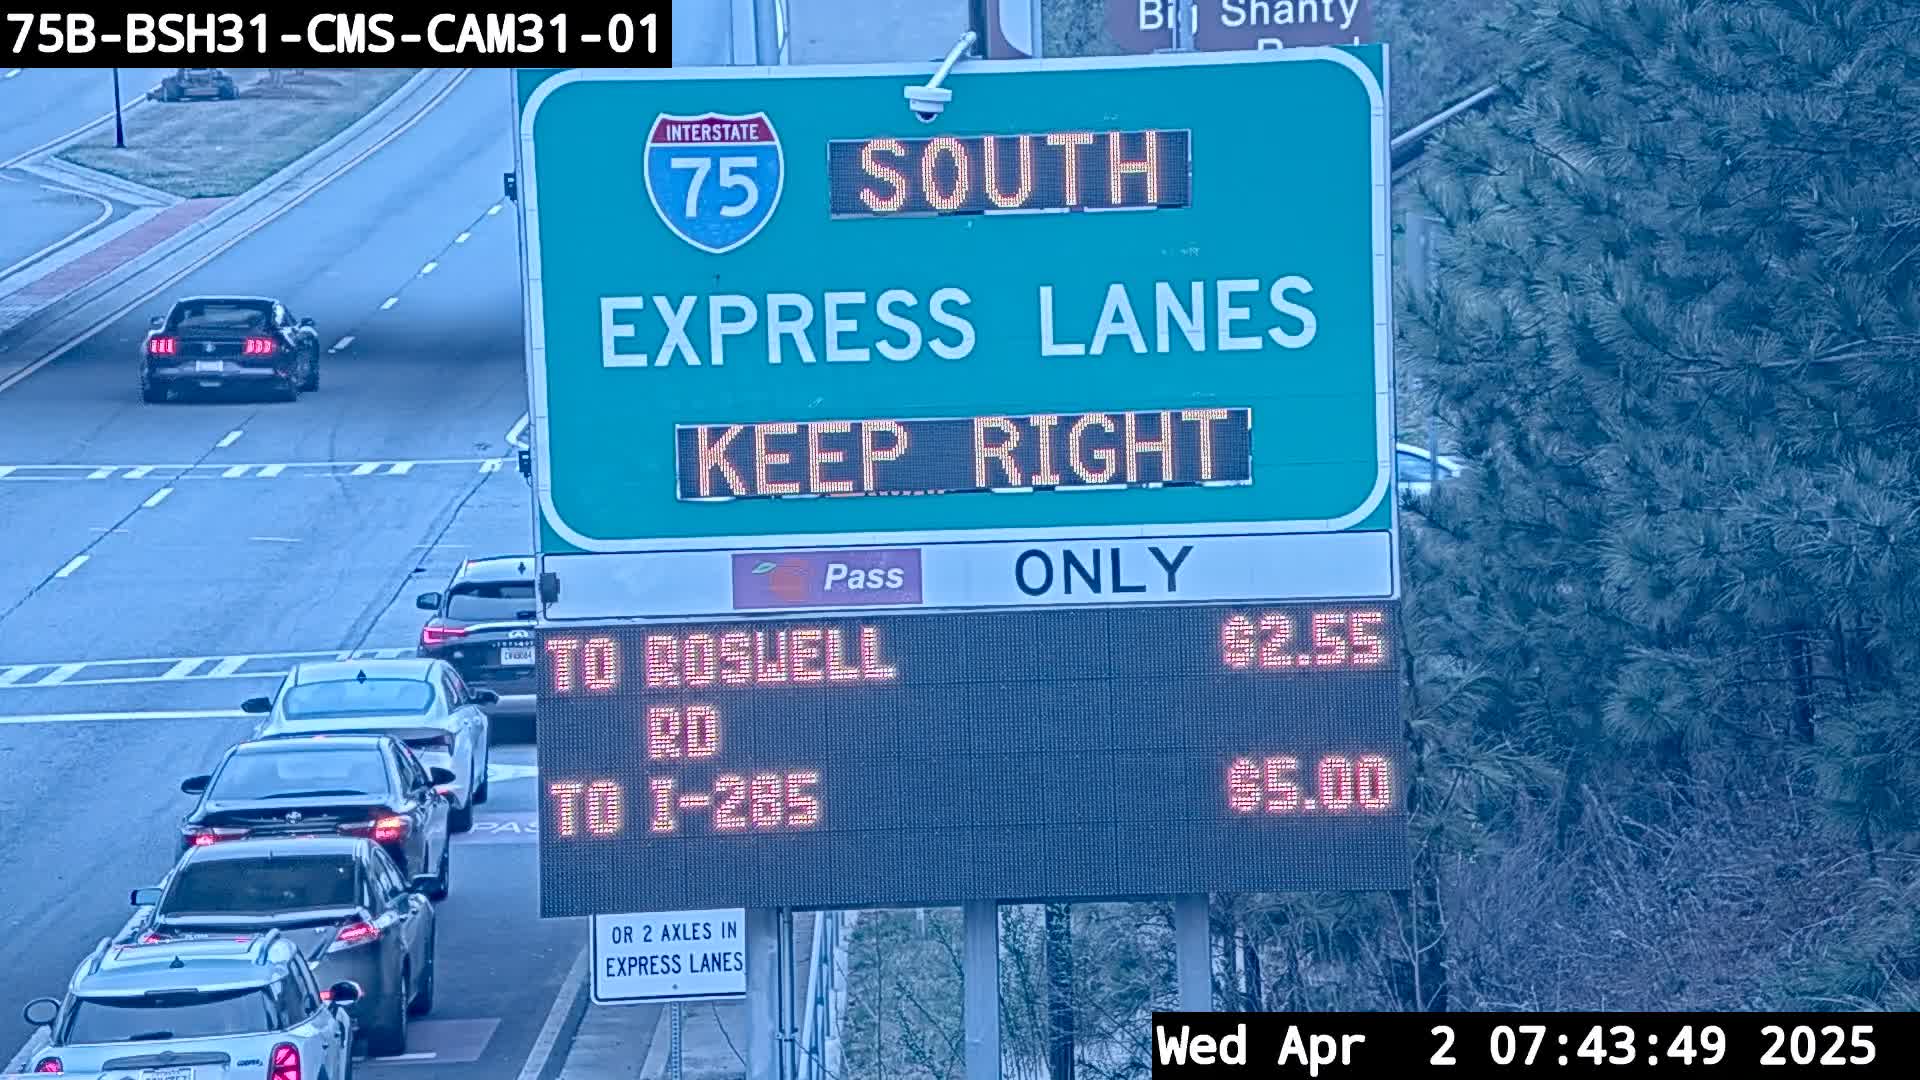 75B-BSH31-CMS-CAM31-01
Big Shanty
INTERSTATE
75
SOUTH
EXPRESS LANES
KEEP RIGHT
Pass
ONLY
TO ROSWELL $2.55
RD
TO I-285 $5.00
OR 2 AXLES IN
EXPRESS LANES
Wed Apr 2 07:43:49 2025